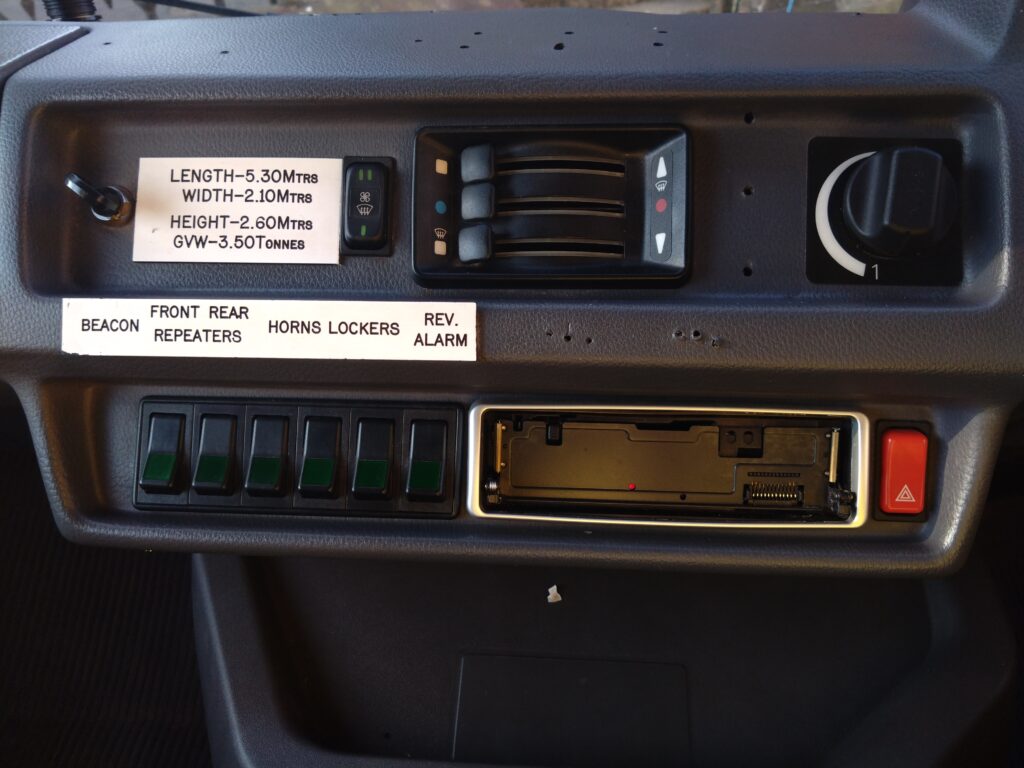 LENGTH-5.30MTRS
WIDTH-2.10MTRS
HEIGHT-2.60MTRS
GVW-3.50TONNES
1
BEACON FRONT REAR REPEATERS HORNS LOCKERS REV. ALARM